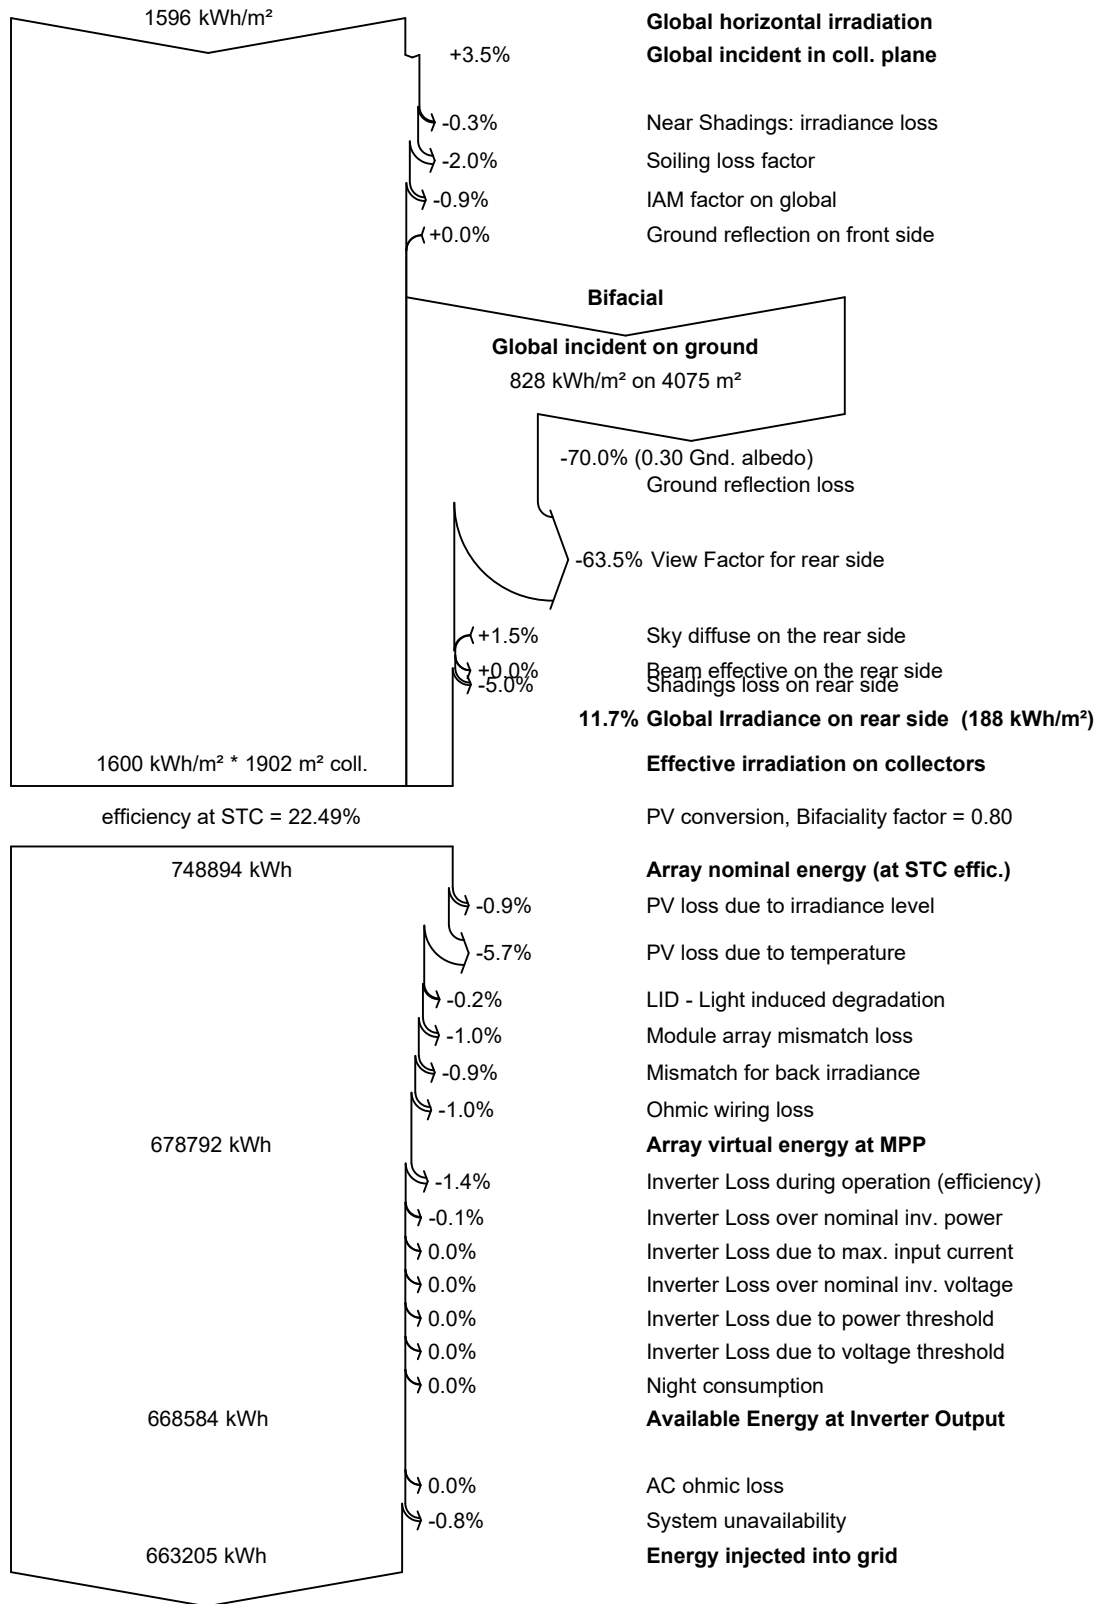 1596 kWh/m² Global horizontal irradiation
+3.5% Global incident in coll. plane
-0.3% Near Shadings: irradiance loss
-2.0% Soiling loss factor
-0.9% IAM factor on global
+0.0% Ground reflection on front side
Bifacial
Global incident on ground
828 kWh/m² on 4075 m²
-70.0% (0.30 Gnd. albedo)
Ground reflection loss
-63.5% View Factor for rear side
+1.5% Sky diffuse on the rear side
+0.0% Beam effective on the rear side
-5.0% Shadings loss on rear side
11.7% Global Irradiance on rear side (188 kWh/m²)
1600 kWh/m² * 1902 m² coll. Effective irradiation on collectors
efficiency at STC = 22.49% PV conversion, Bifaciality factor = 0.80
748894 kWh Array nominal energy (at STC effic.)
-0.9% PV loss due to irradiance level
-5.7% PV loss due to temperature
-0.2% LID - Light induced degradation
-1.0% Module array mismatch loss
-0.9% Mismatch for back irradiance
-1.0% Ohmic wiring loss
678792 kWh Array virtual energy at MPP
-1.4% Inverter Loss during operation (efficiency)
-0.1% Inverter Loss over nominal inv. power
0.0% Inverter Loss due to max. input current
0.0% Inverter Loss over nominal inv. voltage
0.0% Inverter Loss due to power threshold
0.0% Inverter Loss due to voltage threshold
0.0% Night consumption
668584 kWh Available Energy at Inverter Output
0.0% AC ohmic loss
-0.8% System unavailability
663205 kWh Energy injected into grid